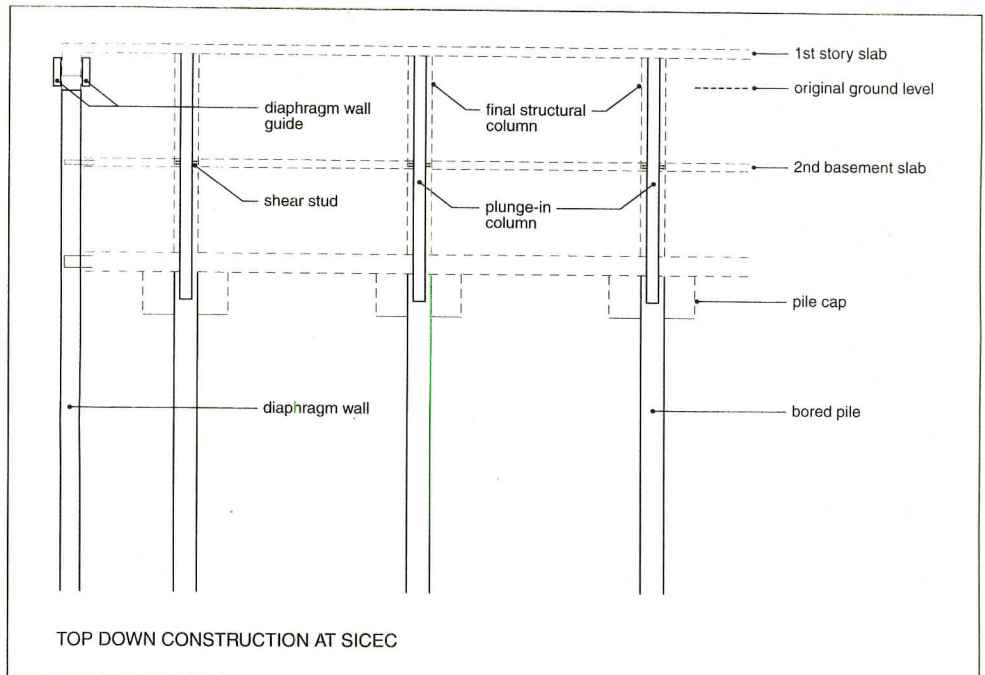 1st story slab
original ground level
diaphragm wall
guide
final structural
column
2nd basement slab
shear stud
plunge-in
column
pile cap
diaphragm wall
bored pile
TOP DOWN CONSTRUCTION AT SICEC